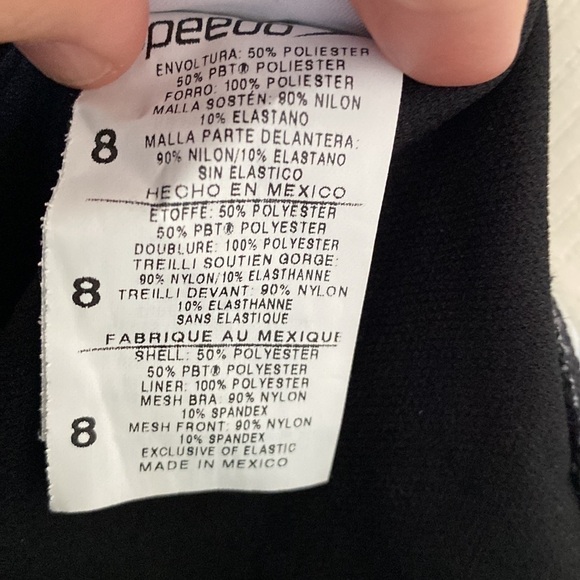 peedo
ENVOLTURA: 50% POLIESTER
50% PBT® POLIESTER
FORRO: 100% POLIESTER
MALLA SOSTÉN: 90% NILON
10% ELASTANO
8
MALLA PARTE DELANTERA:
90% NILON/10% ELASTANO
SIN ELASTICO
HECHO EN MEXICO
ETOFFE: 50% POLYESTER
50% PBT® POLYESTER
DOUBLURE: 100% POLYESTER
TREILLI SOUTIEN GORGE:
90% NYLON/10% ELASTHANNE
8
TREILLI DEVANT: 90% NYLON
10% ELASTHANNE
SANS ELASTIQUE
FABRIQUE AU MEXIQUE
SHELL: 50% POLYESTER
50% PBT® POLYESTER
LINER: 100% POLYESTER
MESH BRA: 90% NYLON
10% SPANDEX
8
MESH FRONT: 90% NYLON
10% SPANDEX
EXCLUSIVE OF ELASTIC
MADE IN MEXICO